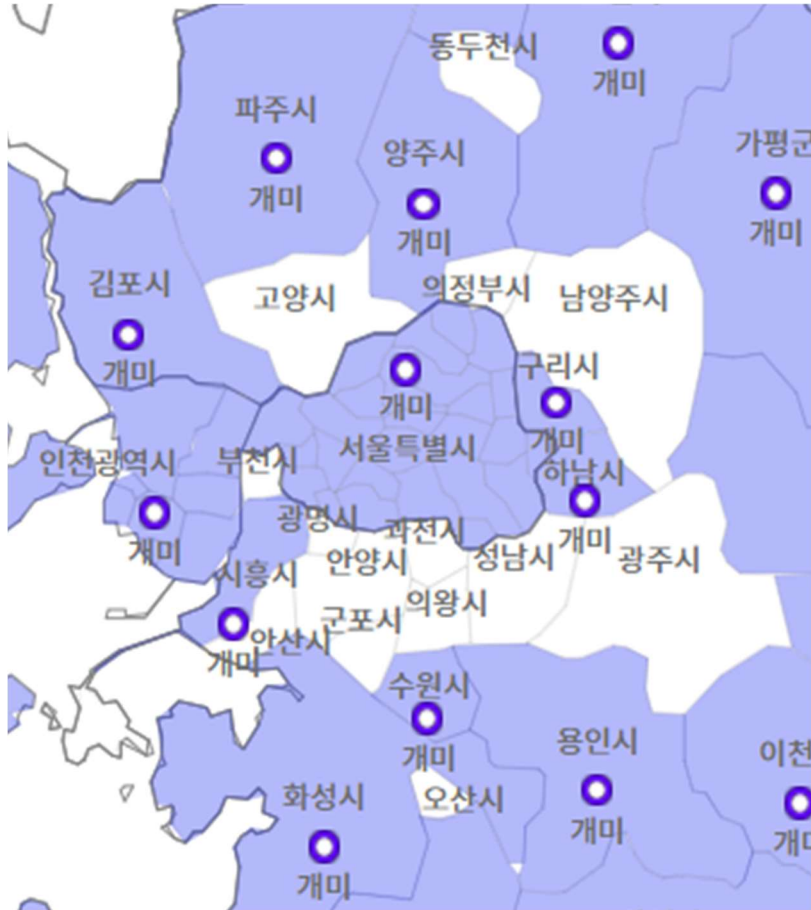 동두천시
개미
파주시
가평군
양주시
개미
개미
개미
개미
김포시
의정부시
고양시
남양주시
개미
구리시
개미
개미
서울특별시
인천광역시
부천시
하남시
광명시
과천시
개미
개미
안양시
성남시
광주시
시흥시
의왕시
군포시
안산시
개미
수원시
개미
용인시
이천
화성시
오산시
개미
개미
개미